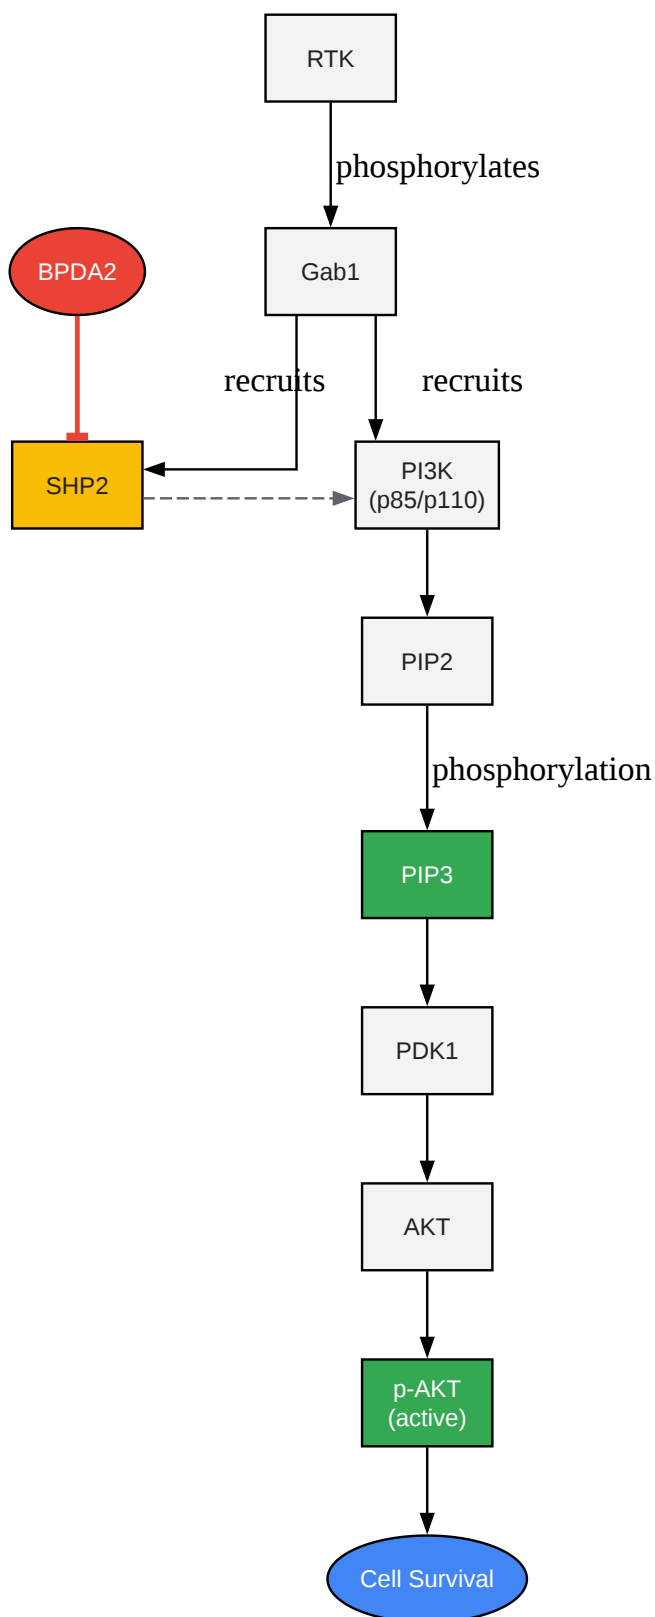 RTK
phosphorylates
BPDA2
Gab1
recruits
recruits
SHP2
PI3K
(p85/p110)
PIP2
phosphorylation
PIP3
PDK1
AKT
p-AKT
(active)
Cell Survival